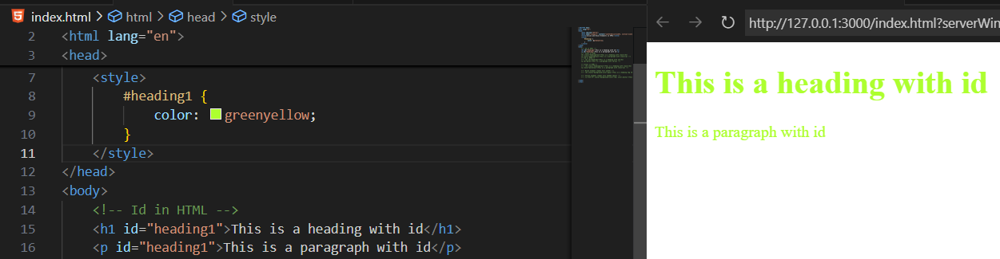 index.html > html > head > style
2 <html lang="en">
3 <head>
7 <style>
8 #heading1 {
9 color: greenyellow;
10 }
11 </style>
12 </head>
13 <body>
14 <!-- Id in HTML -->
15 <h1 id="heading1">This is a heading with id</h1>
16 <p id="heading1">This is a paragraph with id</p>
http://127.0.0.1:3000/index.html?serverWin
This is a heading with id
This is a paragraph with id